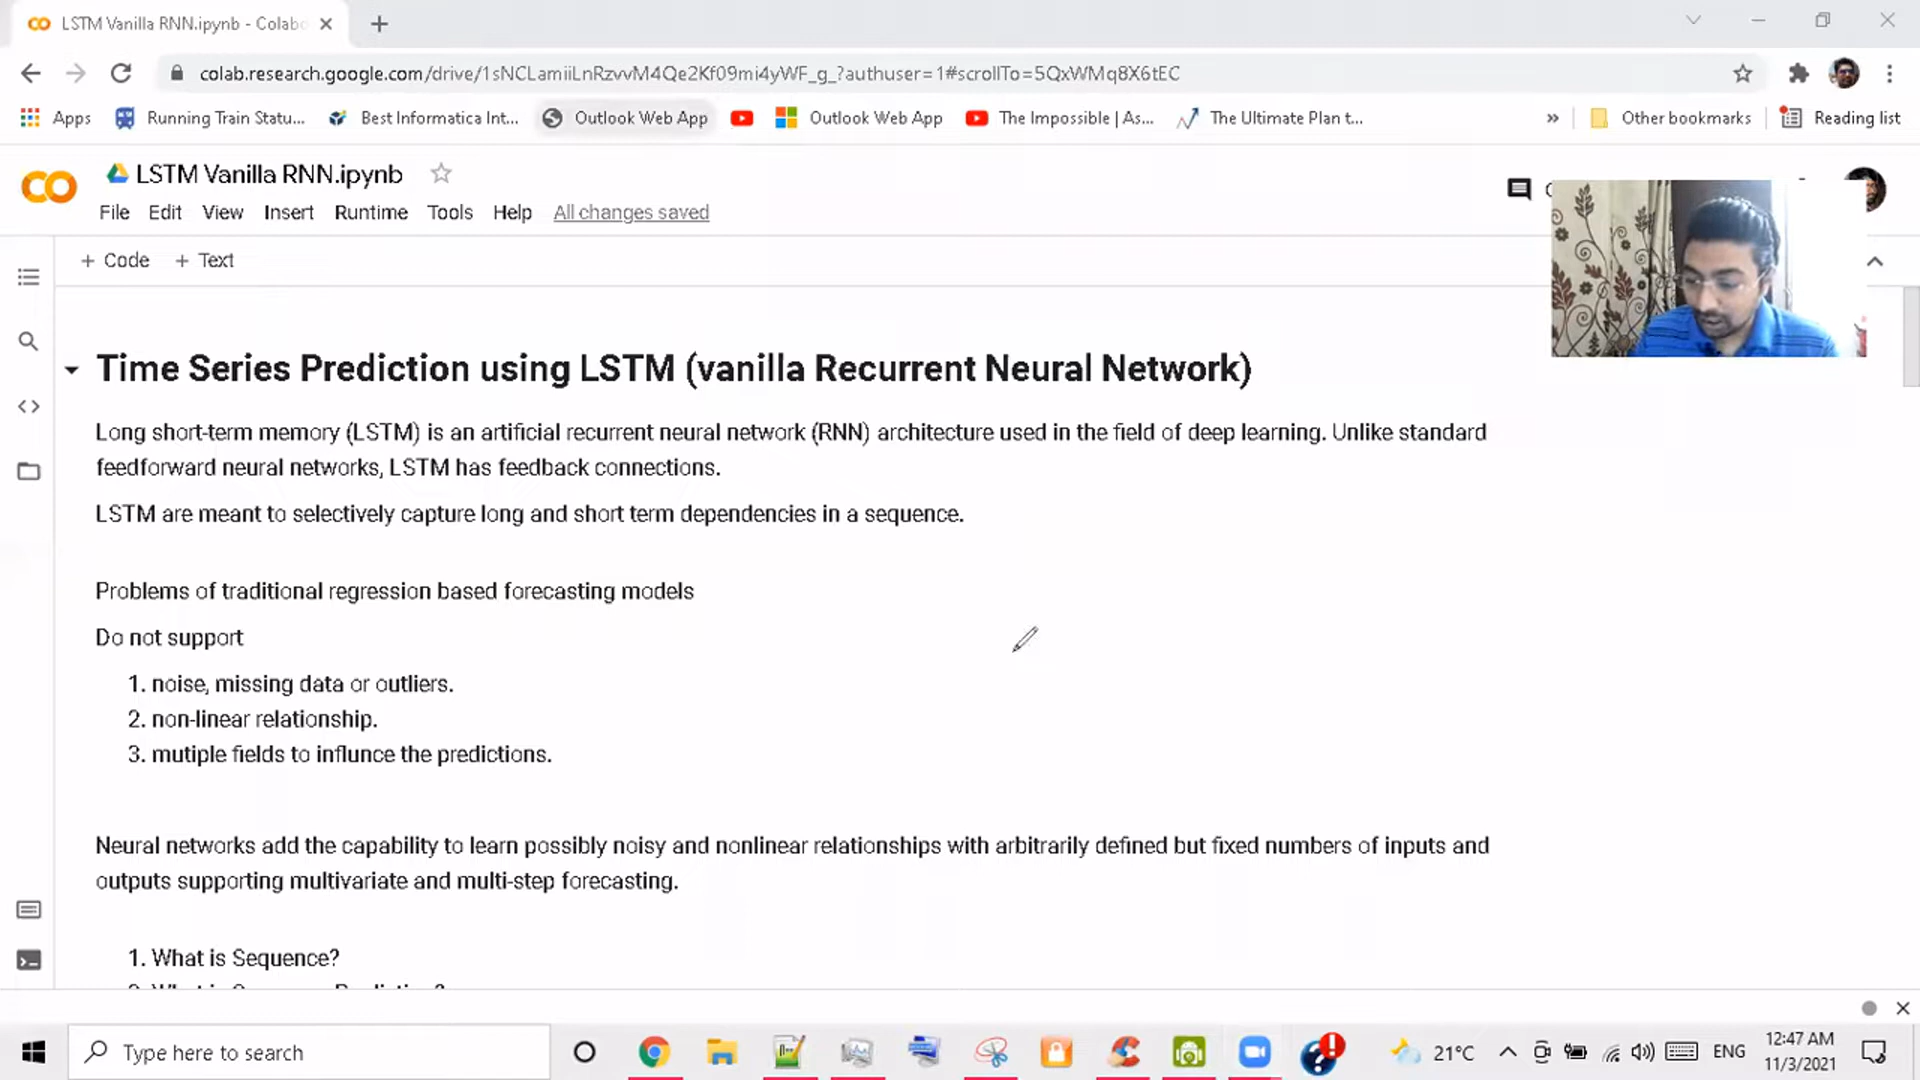 LSTM Vanilla RNN.ipynb - Colabo
colab.research.google.com/drive/1sNCLamiiLnRzvvM4Qe2Kf09mi4yWF_g_?authuser=1#scrollTo=5QxWMq8X6tEC
Apps Running Train Statu... Best Informatica Int... Outlook Web App Outlook Web App The Impossible | As... The Ultimate Plan t... » Other bookmarks Reading list
LSTM Vanilla RNN.ipynb
File Edit View Insert Runtime Tools Help All changes saved
+ Code + Text
Time Series Prediction using LSTM (vanilla Recurrent Neural Network)
Long short-term memory (LSTM) is an artificial recurrent neural network (RNN) architecture used in the field of deep learning. Unlike standard
feedforward neural networks, LSTM has feedback connections.
LSTM are meant to selectively capture long and short term dependencies in a sequence.
Problems of traditional regression based forecasting models
Do not support
1. noise, missing data or outliers.
2. non-linear relationship.
3. mutiple fields to influnce the predictions.
Neural networks add the capability to learn possibly noisy and nonlinear relationships with arbitrarily defined but fixed numbers of inputs and
outputs supporting multivariate and multi-step forecasting.
1. What is Sequence?
Type here to search
21°C ENG 12:47 AM
11/3/2021